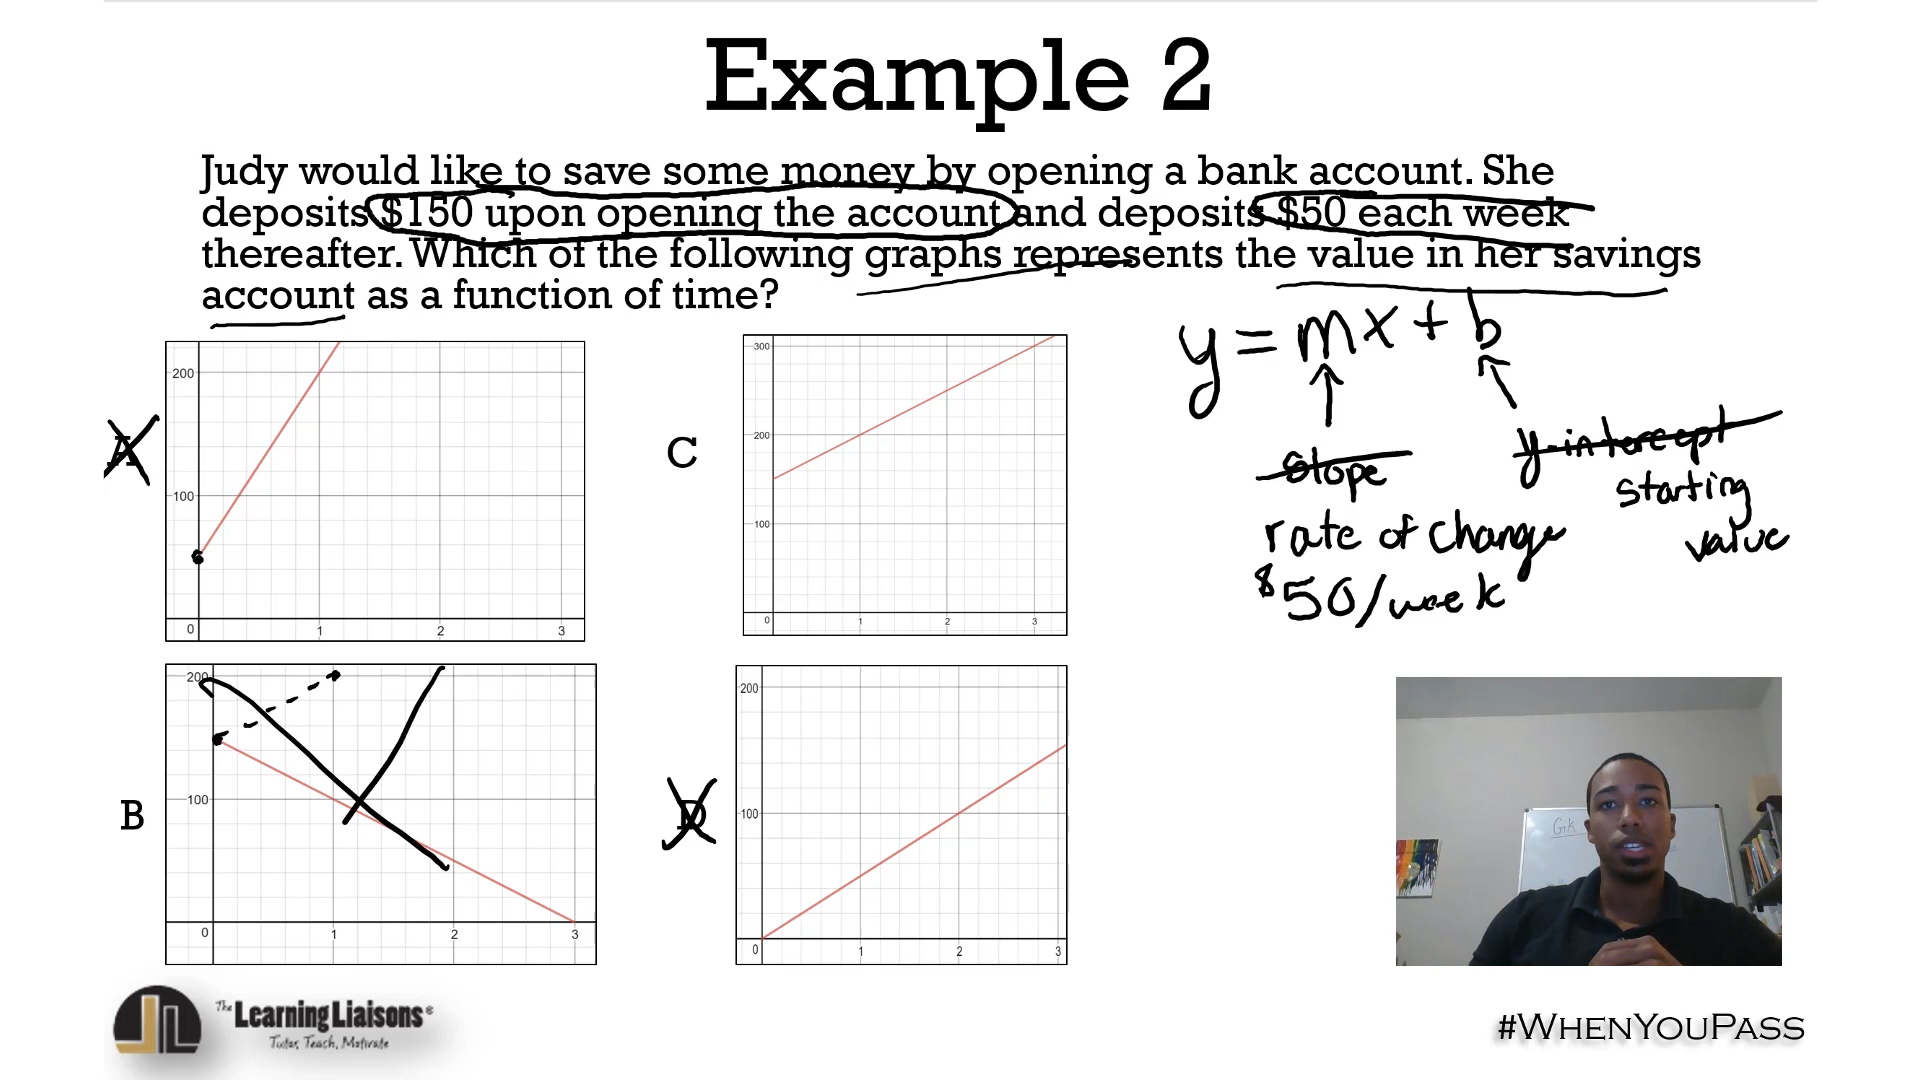 Example 2
Judy would like to save some money by opening a bank account. She
deposits $150 upon opening the account and deposits $50 each week
thereafter. Which of the following graphs represents the value in her savings
account as a function of time?
y = mx + b
slope
y-intercept
starting
value
rate of change
$50/week
A
200
100
0
1
2
3
C
300
200
100
0
1
2
3
B
200
100
0
1
2
3
D
200
100
0
1
2
3
GK
The Learning Liaisons®
Tutor, Teach, Motivate
#WHENYOUPASS